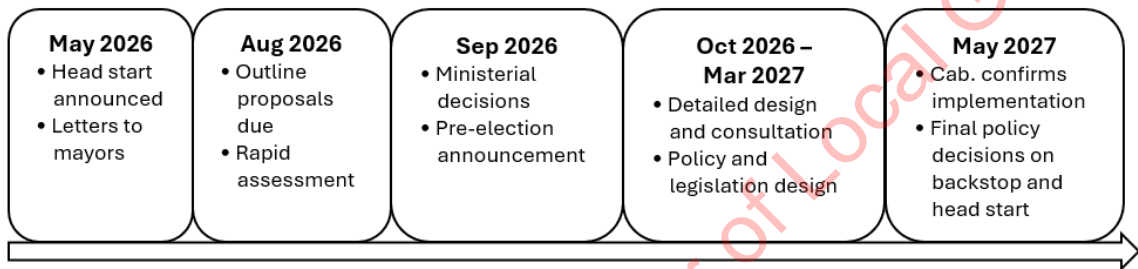 May 2026
• Head start
announced
• Letters to
mayors
Aug 2026
• Outline
proposals
due
• Rapid
assessment
Sep 2026
• Ministerial
decisions
• Pre-election
announcement
Oct 2026 –
Mar 2027
• Detailed design
and consultation
• Policy and
legislation design
May 2027
• Cab. confirms
implementation
• Final policy
decisions on
backstop and
head start
of Local